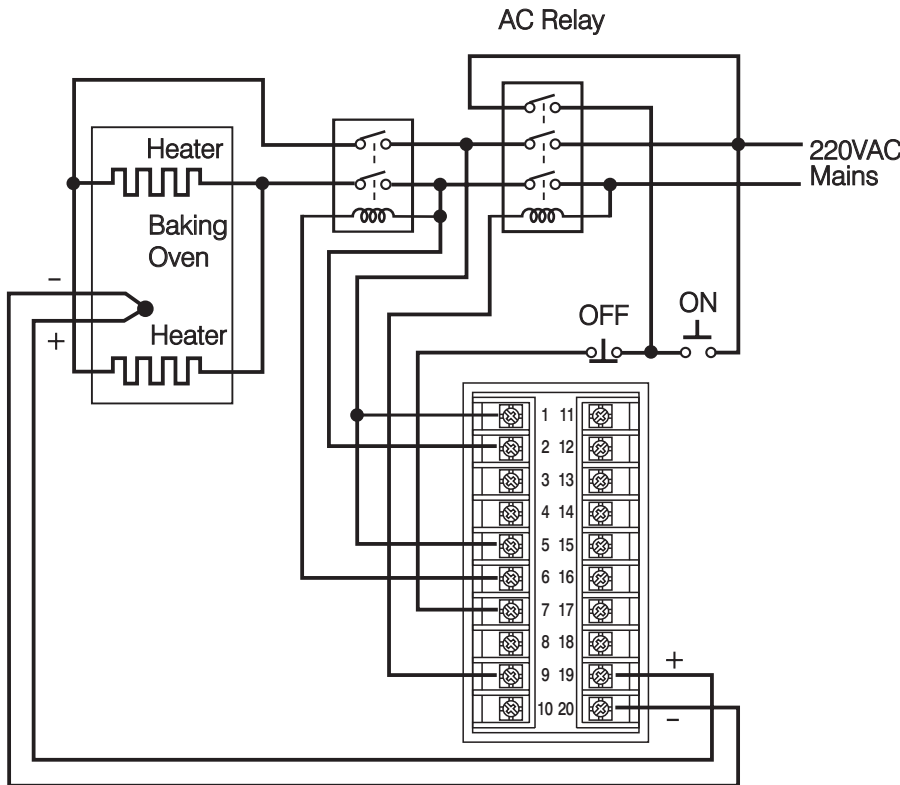 AC Relay
Heater
220VAC
Mains
Baking
Oven
−
+
Heater
OFF
ON
1 11
2 12
3 13
4 14
5 15
6 16
7 17
8 18
9 19
+
10 20
−